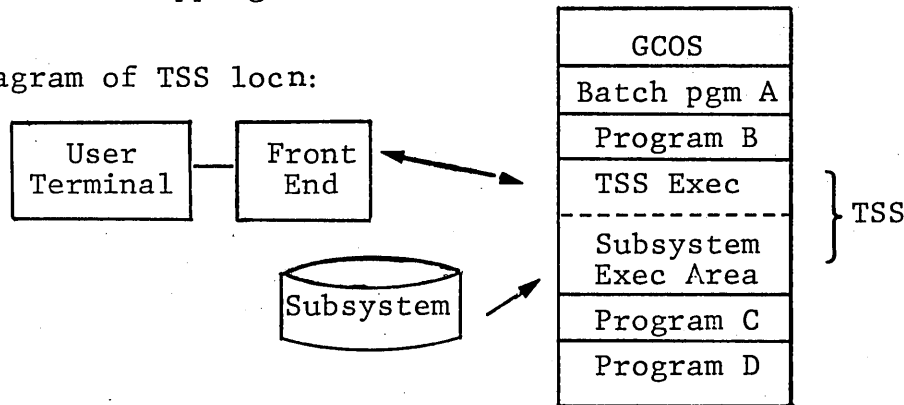 agram of TSS locn:
User
Terminal
Front
End
Subsystem
GCOS
Batch pgm A
Program B
TSS Exec
Subsystem
Exec Area
Program C
Program D
TSS